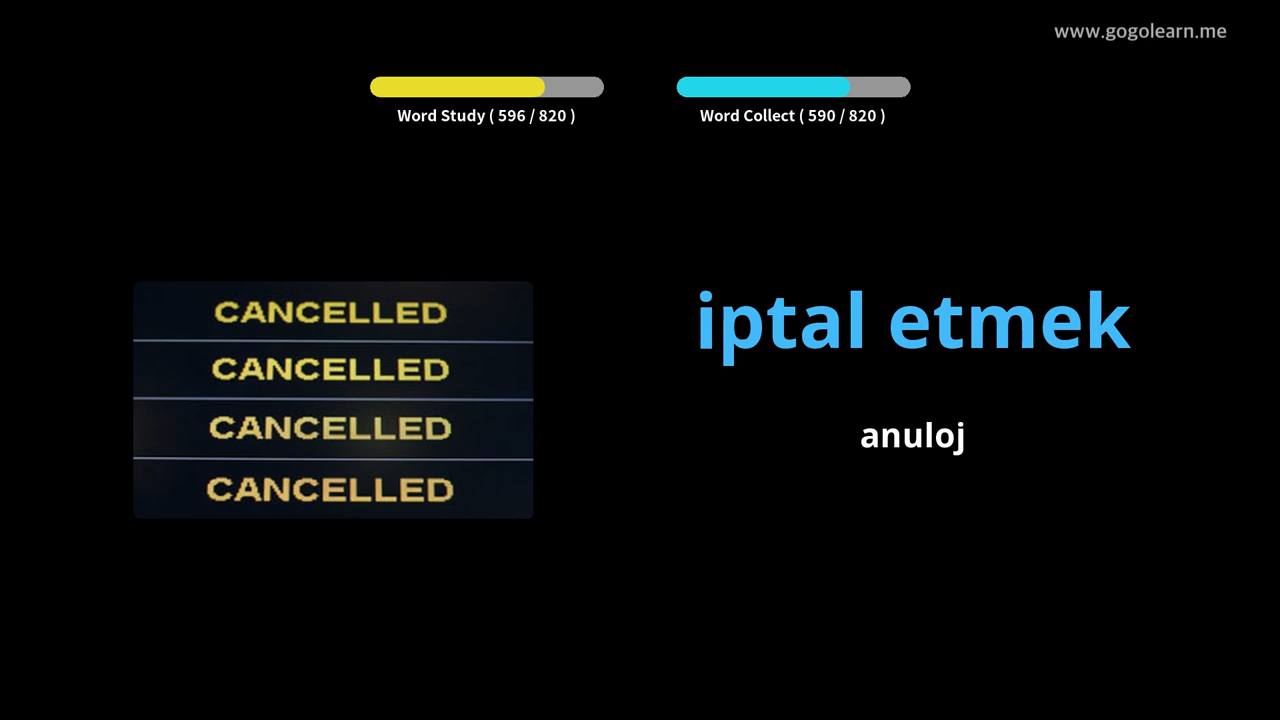 www.gogolearn.me
Word Study ( 596 / 820 )
Word Collect ( 590 / 820 )
CANCELLED
CANCELLED
CANCELLED
CANCELLED
iptal etmek
anuloj